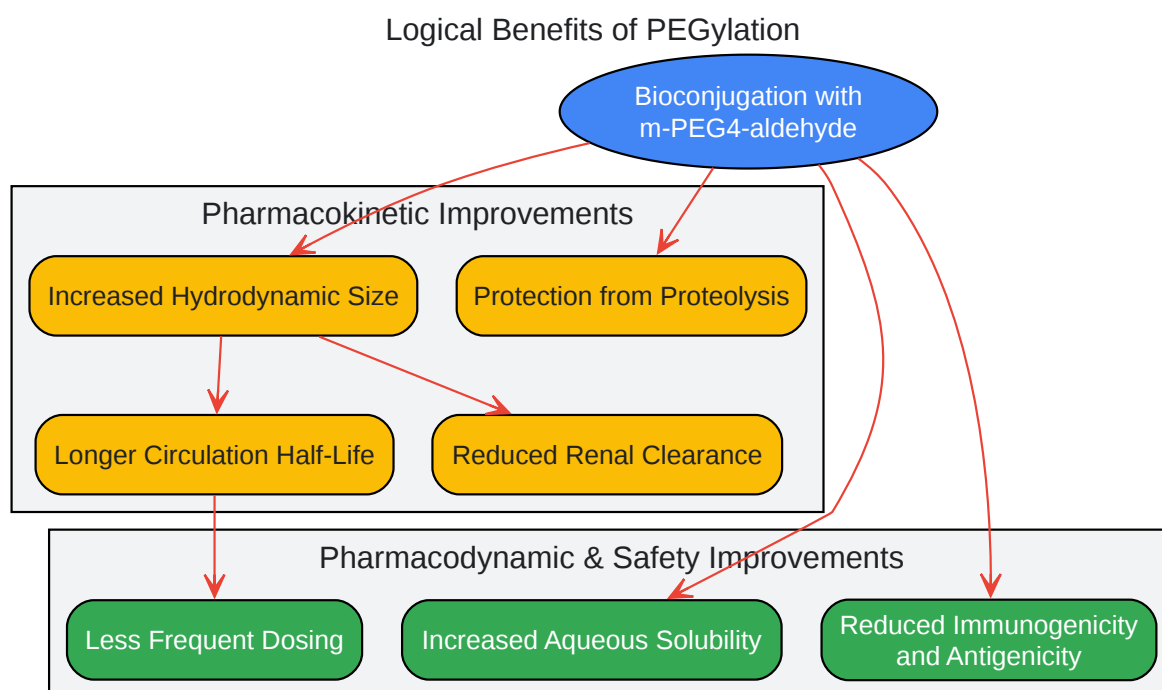 Logical Benefits of PEGylation
Bioconjugation with
m-PEG4-aldehyde
Pharmacokinetic Improvements
Increased Hydrodynamic Size
Protection from Proteolysis
Longer Circulation Half-Life
Reduced Renal Clearance
Pharmacodynamic & Safety Improvements
Less Frequent Dosing
Increased Aqueous Solubility
Reduced Immunogenicity
and Antigenicity